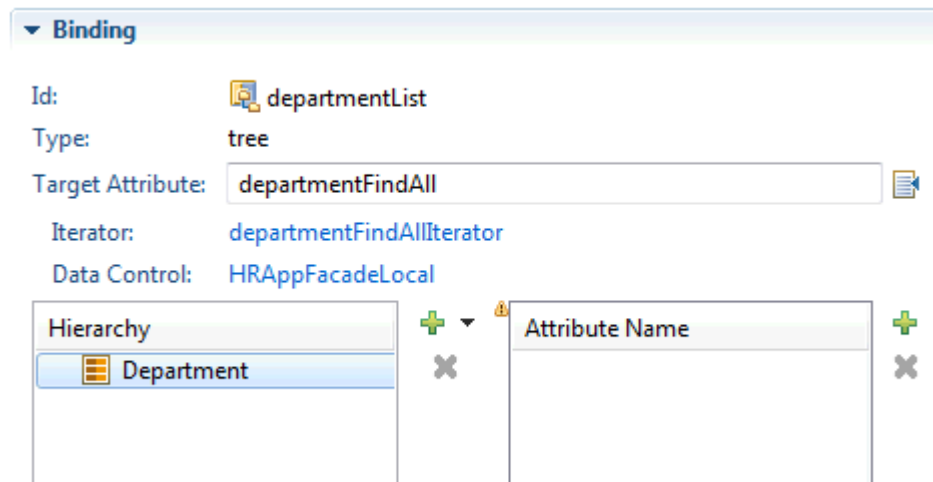 Binding
Id: departmentList
Type: tree
Target Attribute: departmentFindAll
Iterator: departmentFindAllIterator
Data Control: HRAppFacadeLocal
Hierarchy Attribute Name
Department